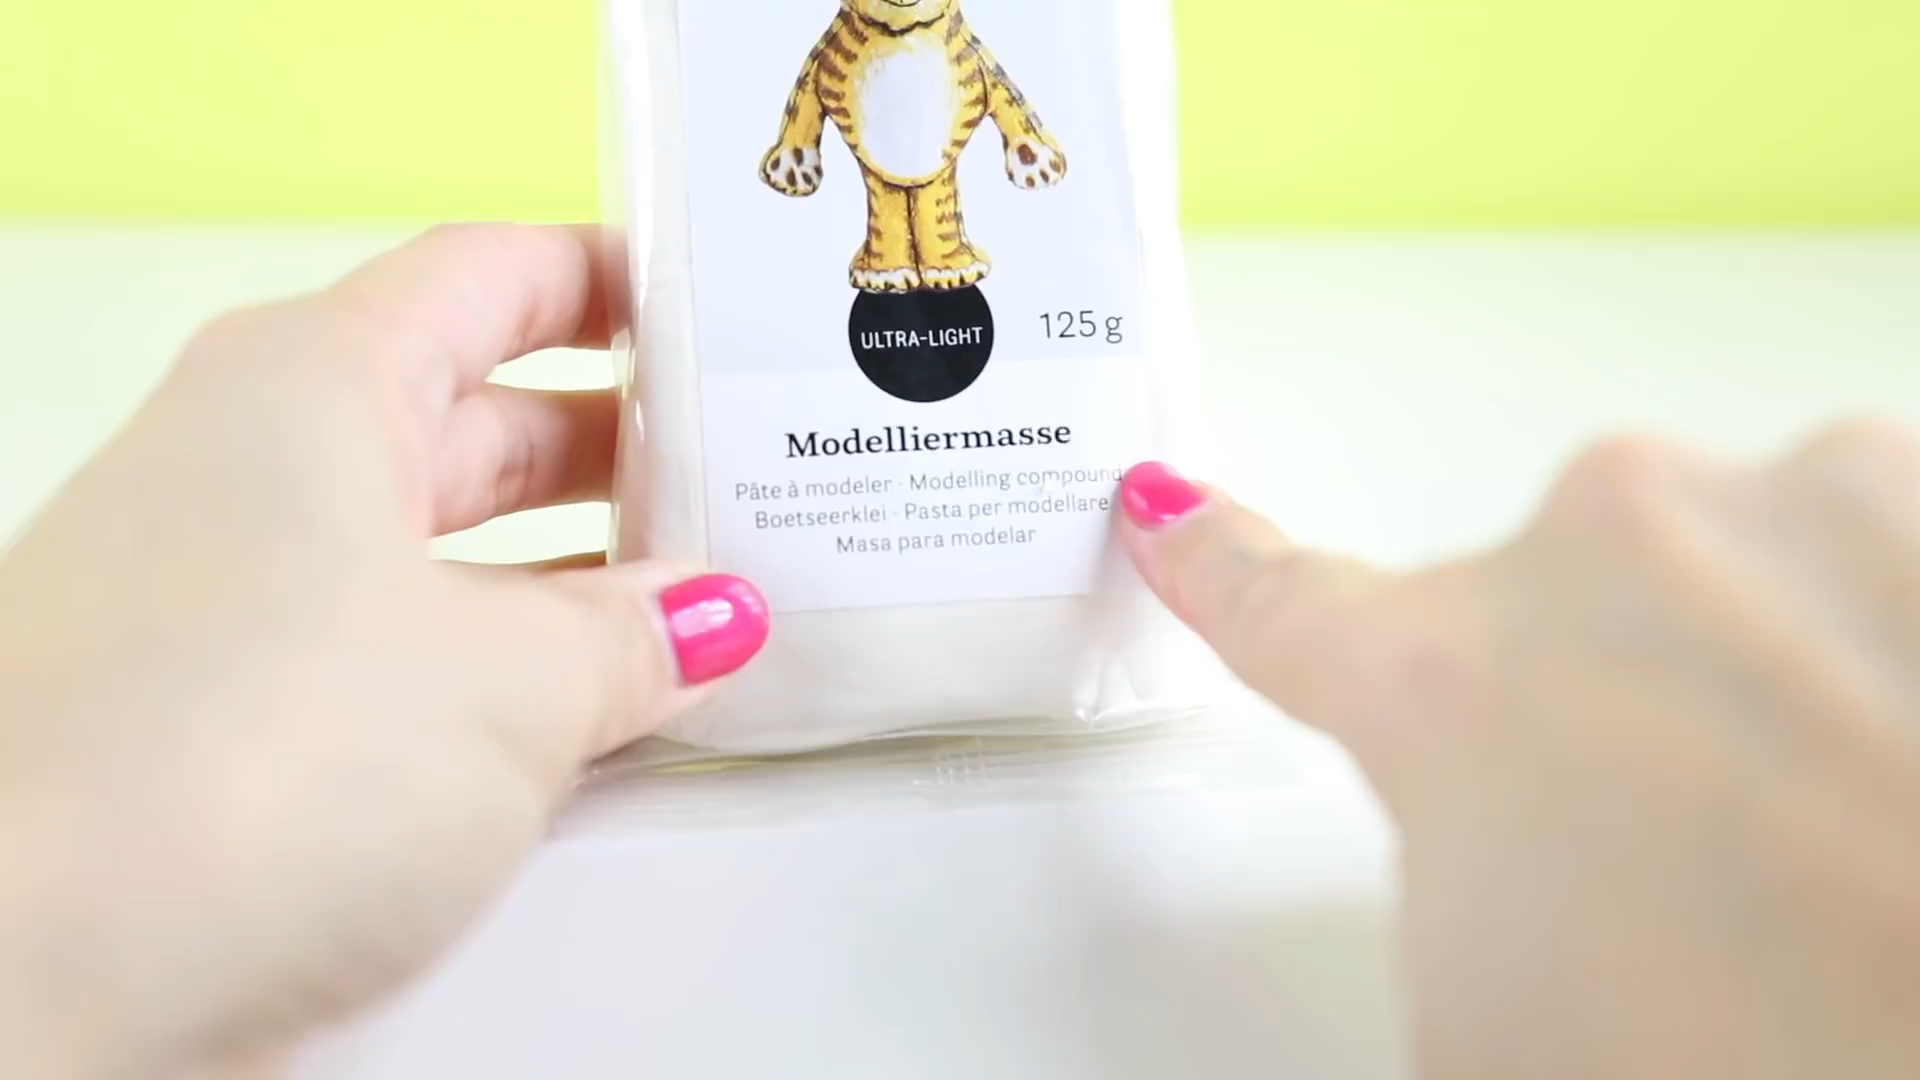 ULTRA-LIGHT
125 g
Modelliermasse
Pâte à modeler · Modelling compound
Boetseerklei · Pasta per modellare
Masa para modelar